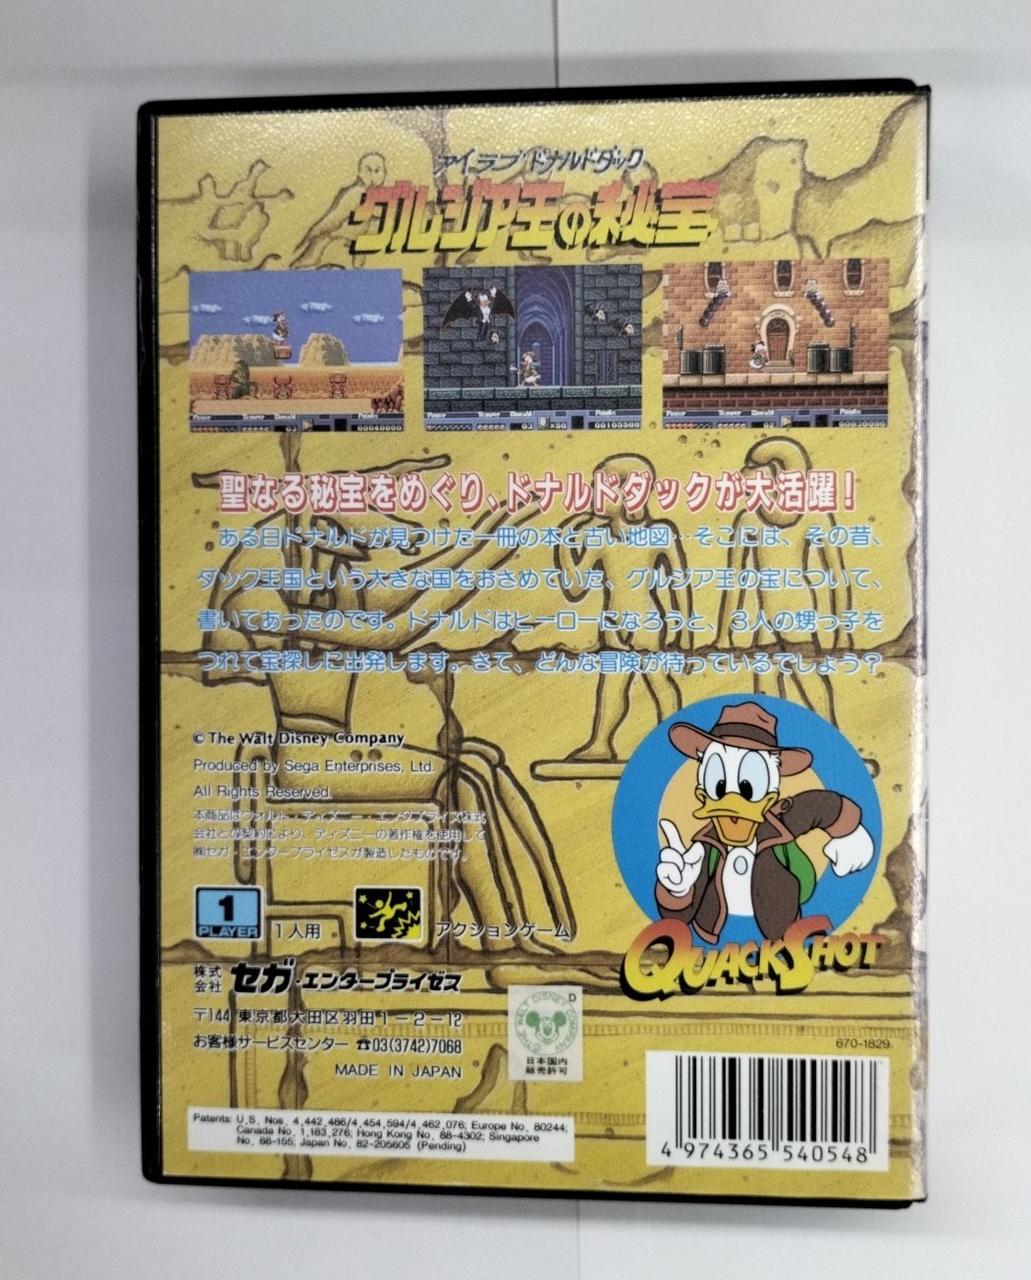 アイラブドナルドダック
グルジア王の秘宝
聖なる秘宝をめぐり、ドナルドダックが大活躍！
ある日ドナルドが見つけた一冊の本と古い地図…そこには、その昔、
ダック王国という大きな国をおさめていた、グルジア王の宝について、
書いてあったのです。ドナルドはヒーローになろうと、3人の甥っ子を
つれて宝探しに出発します。さて、どんな冒険が待っているでしょう？
© The Walt Disney Company
Produced by Sega Enterprises, Ltd.
All Rights Reserved.
本商品はウォルト・ディズニー・エンタプライズ株式
会社との契約により、ディズニーの著作権を使用して
㈱セガ・エンタープライゼスが製造したものです。
1
PLAYER
1人用
アクションゲーム
QUACKSHOT
株式会社 セガ・エンタープライゼス
〒144 東京都大田区羽田1-2-12
お客様サービスセンター ☎03(3742)7068
MADE IN JAPAN
D
THE WALT DISNEY COMPANY
日本国内
販売許可
670-1829
Patents: U.S. Nos. 4,442,486/4,454,594/4,462,076; Europe No. 80244;
Canada No. 1,183,276; Hong Kong No. 88-4302; Singapore
No. 88-155; Japan No. 82-205605 (Pending)
4 974365 540548